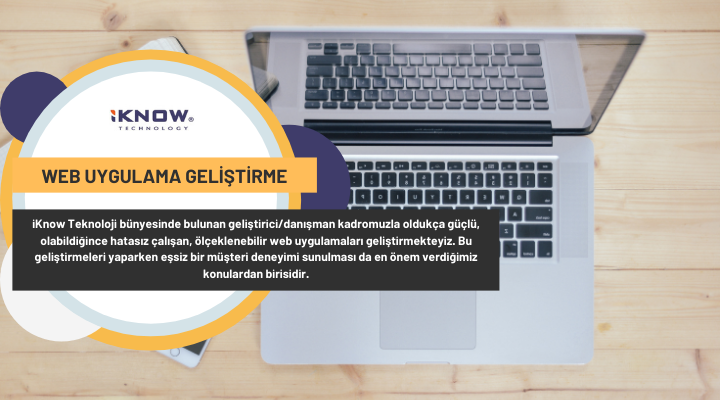 iKNOW®
TECHNOLOGY
WEB UYGULAMA GELİŞTİRME
iKnow Teknoloji bünyesinde bulunan geliştirici/danışman kadromuzla oldukça güçlü,
olabildiğince hatasız çalışan, ölçeklenebilir web uygulamaları geliştirmekteyiz. Bu
geliştirmeleri yaparken eşsiz bir müşteri deneyimi sunulması da en önem verdiğimiz
konulardan birisidir.